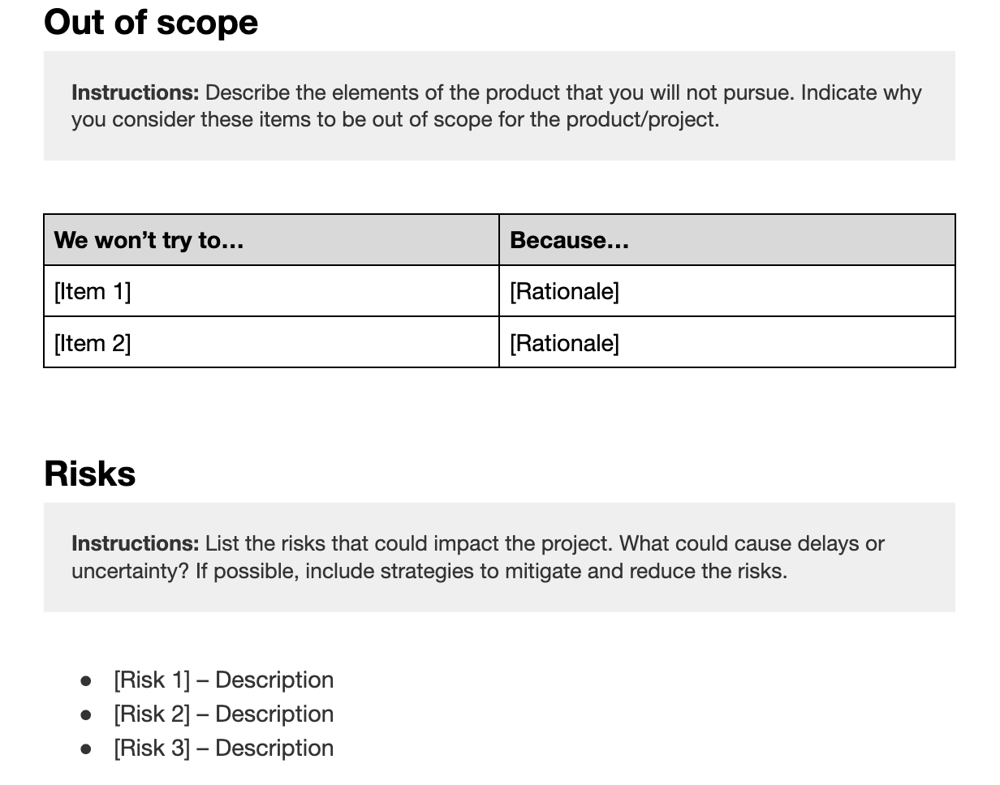 Out of scope
Instructions: Describe the elements of the product that you will not pursue. Indicate why
you consider these items to be out of scope for the product/project.
We won’t try to… Because…
[Item 1] [Rationale]
[Item 2] [Rationale]
Risks
Instructions: List the risks that could impact the project. What could cause delays or
uncertainty? If possible, include strategies to mitigate and reduce the risks.
● [Risk 1] – Description
● [Risk 2] – Description
● [Risk 3] – Description